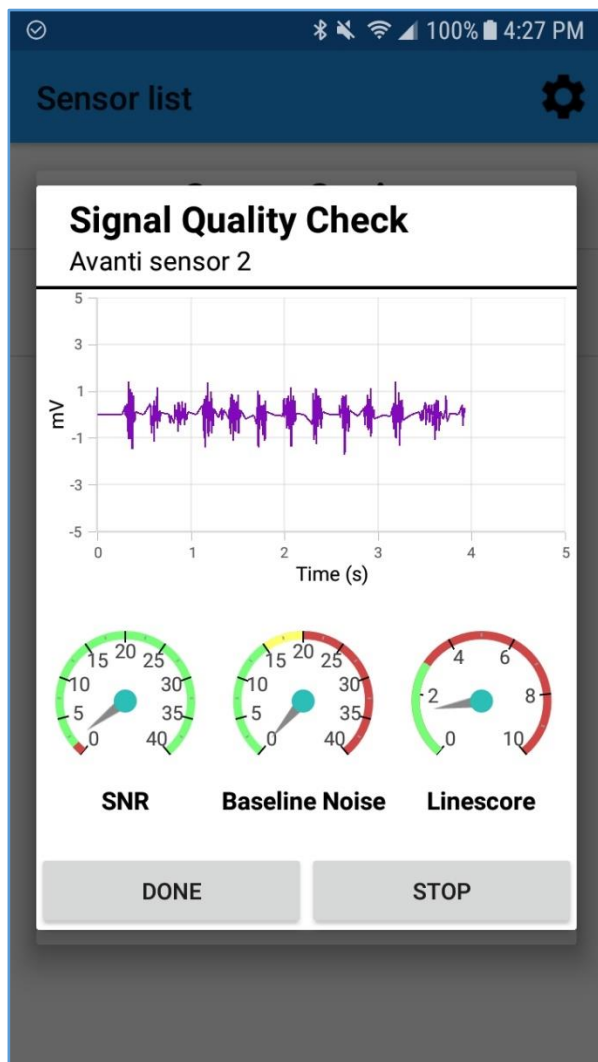 100% 4:27 PM
Sensor list
Signal Quality Check
Avanti sensor 2
5
3
1
-1
-3
-5
mV
0 1 2 3 4 5
Time (s)
0 5 10 15 20 25 30 35 40
SNR
0 5 10 15 20 25 30 35 40
Baseline Noise
0 2 4 6 8 10
Linescore
DONE STOP